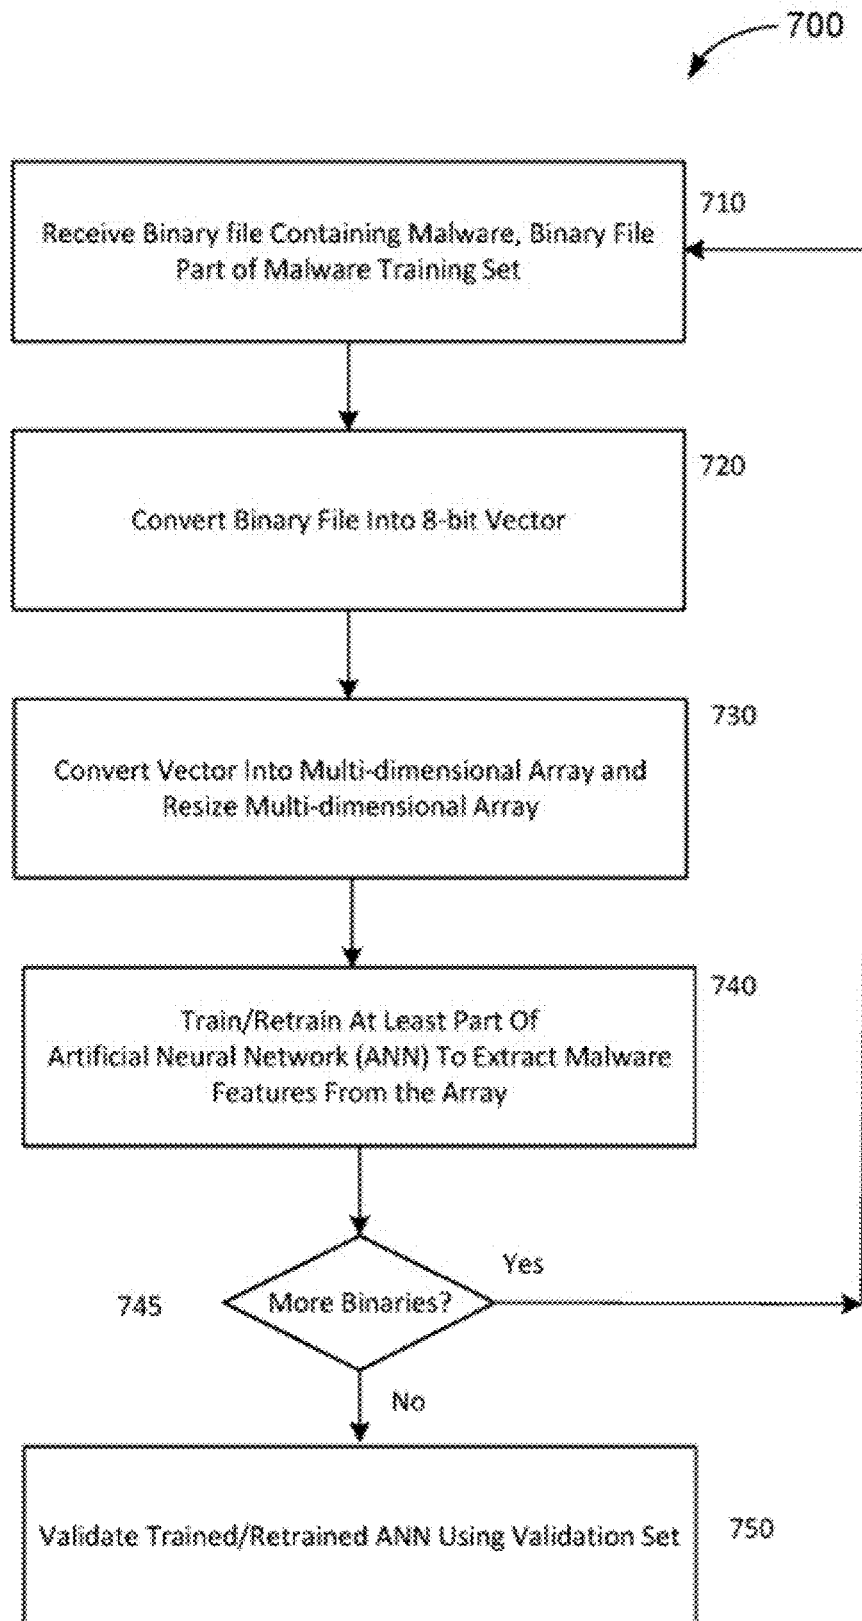 700
710
Receive Binary file Containing Malware, Binary File
Part of Malware Training Set
720
Convert Binary File Into 8-bit Vector
730
Convert Vector Into Multi-dimensional Array and
Resize Multi-dimensional Array
740
Train/Retrain At Least Part Of
Artificial Neural Network (ANN) To Extract Malware
Features From the Array
Yes
745
More Binaries?
No
Validate Trained/Retrained ANN Using Validation Set
750